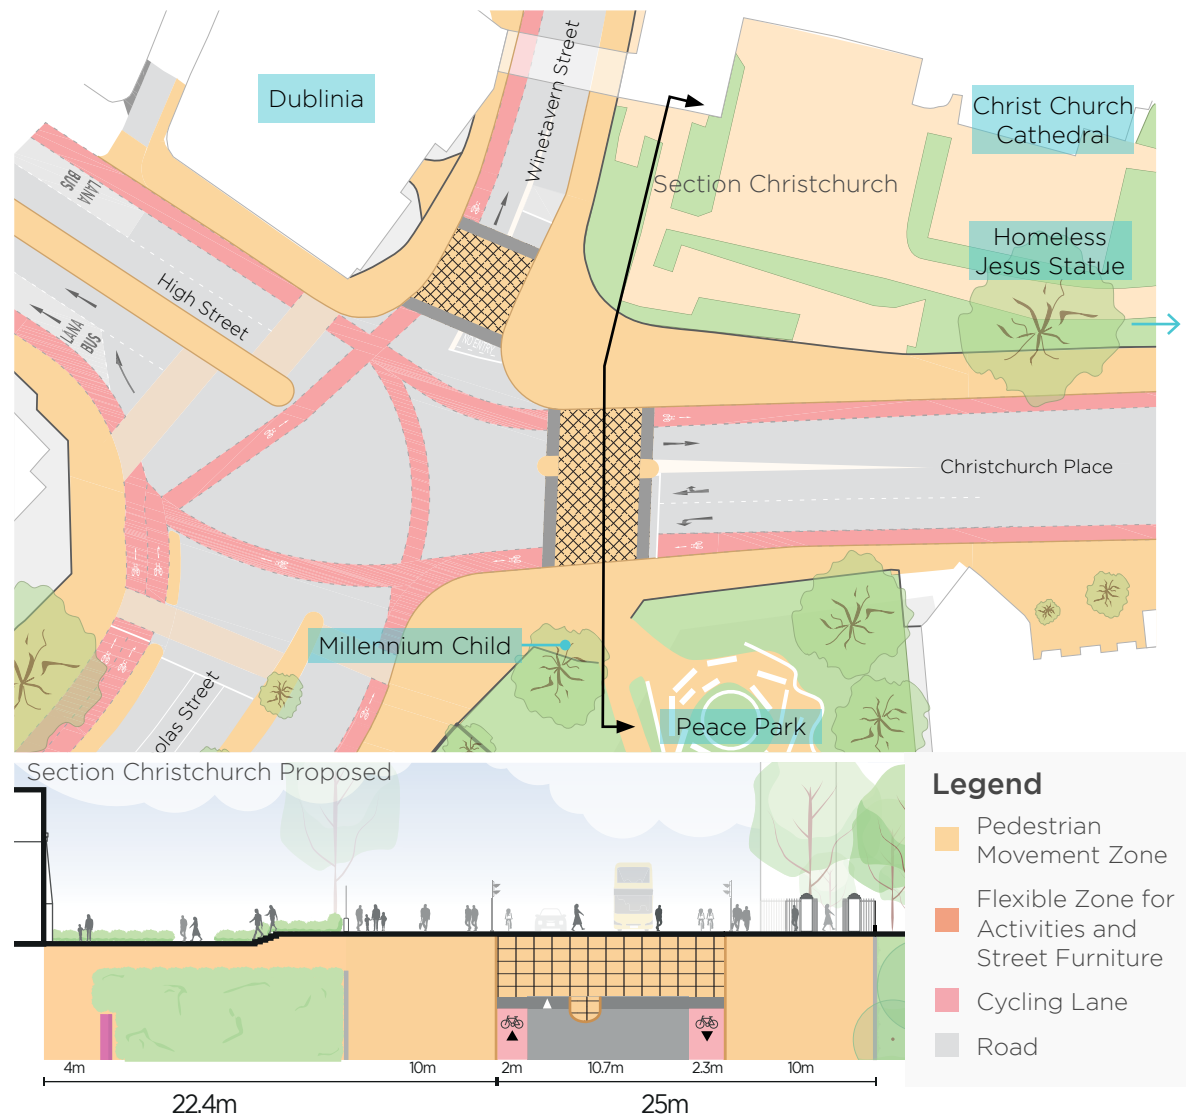 Dublinia
Winetavern Street
Christ Church
Cathedral
Section Christchurch
Homeless
Jesus Statue
LANA
BUS
High Street
LANA
BUS
NO ENTRY
Christchurch Place
Millennium Child
olas Street
Peace Park
Section Christchurch Proposed
Legend
Pedestrian
Movement Zone
Flexible Zone for
Activities and
Street Furniture
Cycling Lane
Road
4m
10m
2m
10.7m
2.3m
10m
22.4m
25m